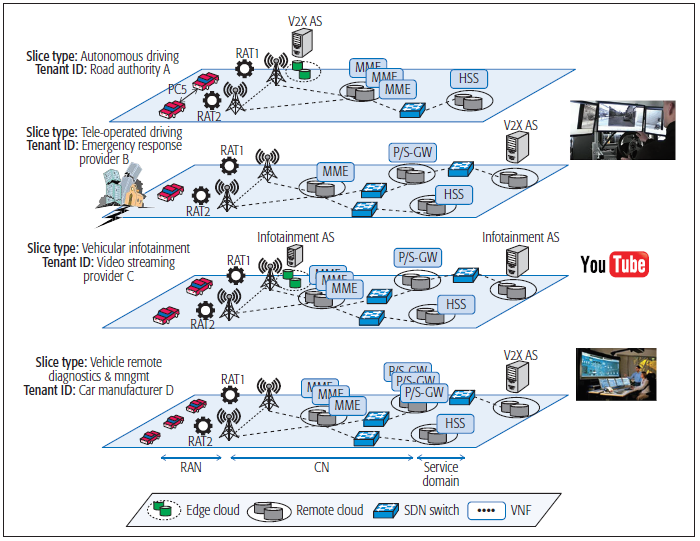 V2X AS
Slice type: Autonomous driving
Tenant ID: Road authority A
RAT1
MME
MME
MME
HSS
PC5
RAT2
Slice type: Tele-operated driving
Tenant ID: Emergency response
provider B
RAT1
V2X AS
P/S-GW
MME
HSS
RAT2
Slice type: Vehicular infotainment
Tenant ID: Video streaming
provider C
Infotainment AS
Infotainment AS
RAT1
P/S-GW
MME
MME
MME
HSS
RAT2
You Tube
Slice type: Vehicle remote
diagnostics & mngmt
Tenant ID: Car manufacturer D
V2X AS
RAT1
P/S-GW
P/S-GW
P/S-GW
MME
MME
MME
HSS
RAT2
RAN
CN
Service
domain
Edge cloud
Remote cloud
SDN switch
VNF